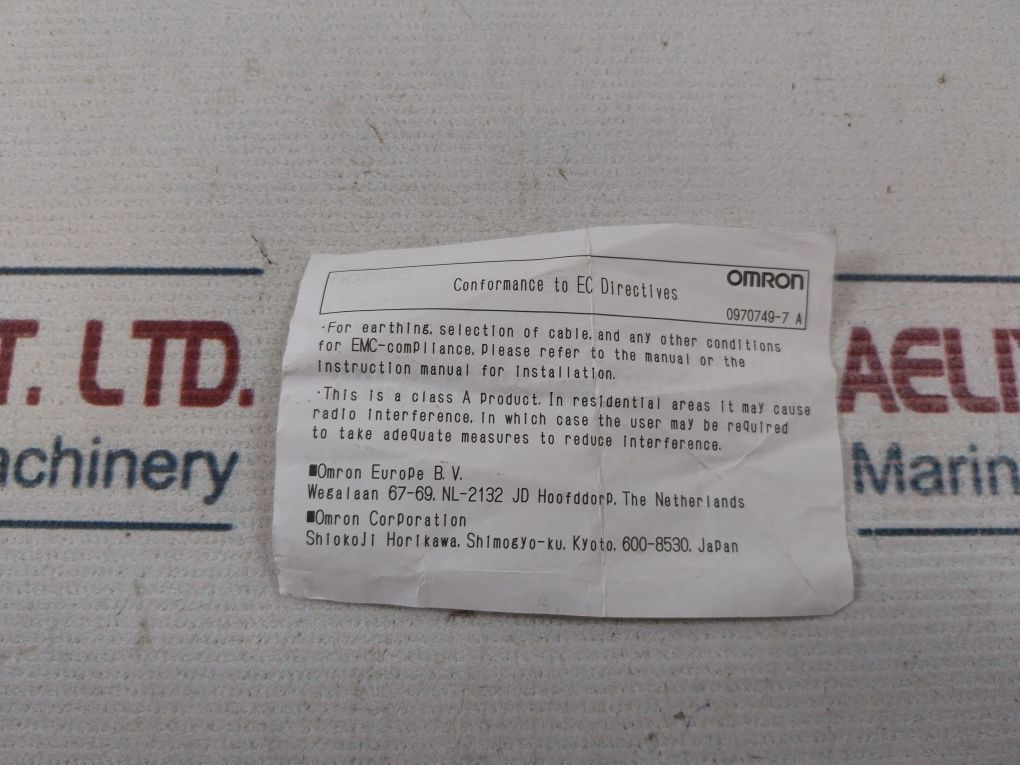 Conformance to EC Directives
OMRON
0970749-7 A
·For earthing, selection of cable, and any other conditions
for EMC-compliance, please refer to the manual or the
instruction manual for installation.
·This is a class A product. In residential areas it may cause
radio interference, in which case the user may be required
to take adequate measures to reduce interference.
■Omron Europe B.V.
Wegalaan 67-69, NL-2132 JD Hoofddorp, The Netherlands
■Omron Corporation
Shiokoji Horikawa, Shimogyo-ku, Kyoto, 600-8530, Japan
T. LTD.
achinery
AELI
Marin